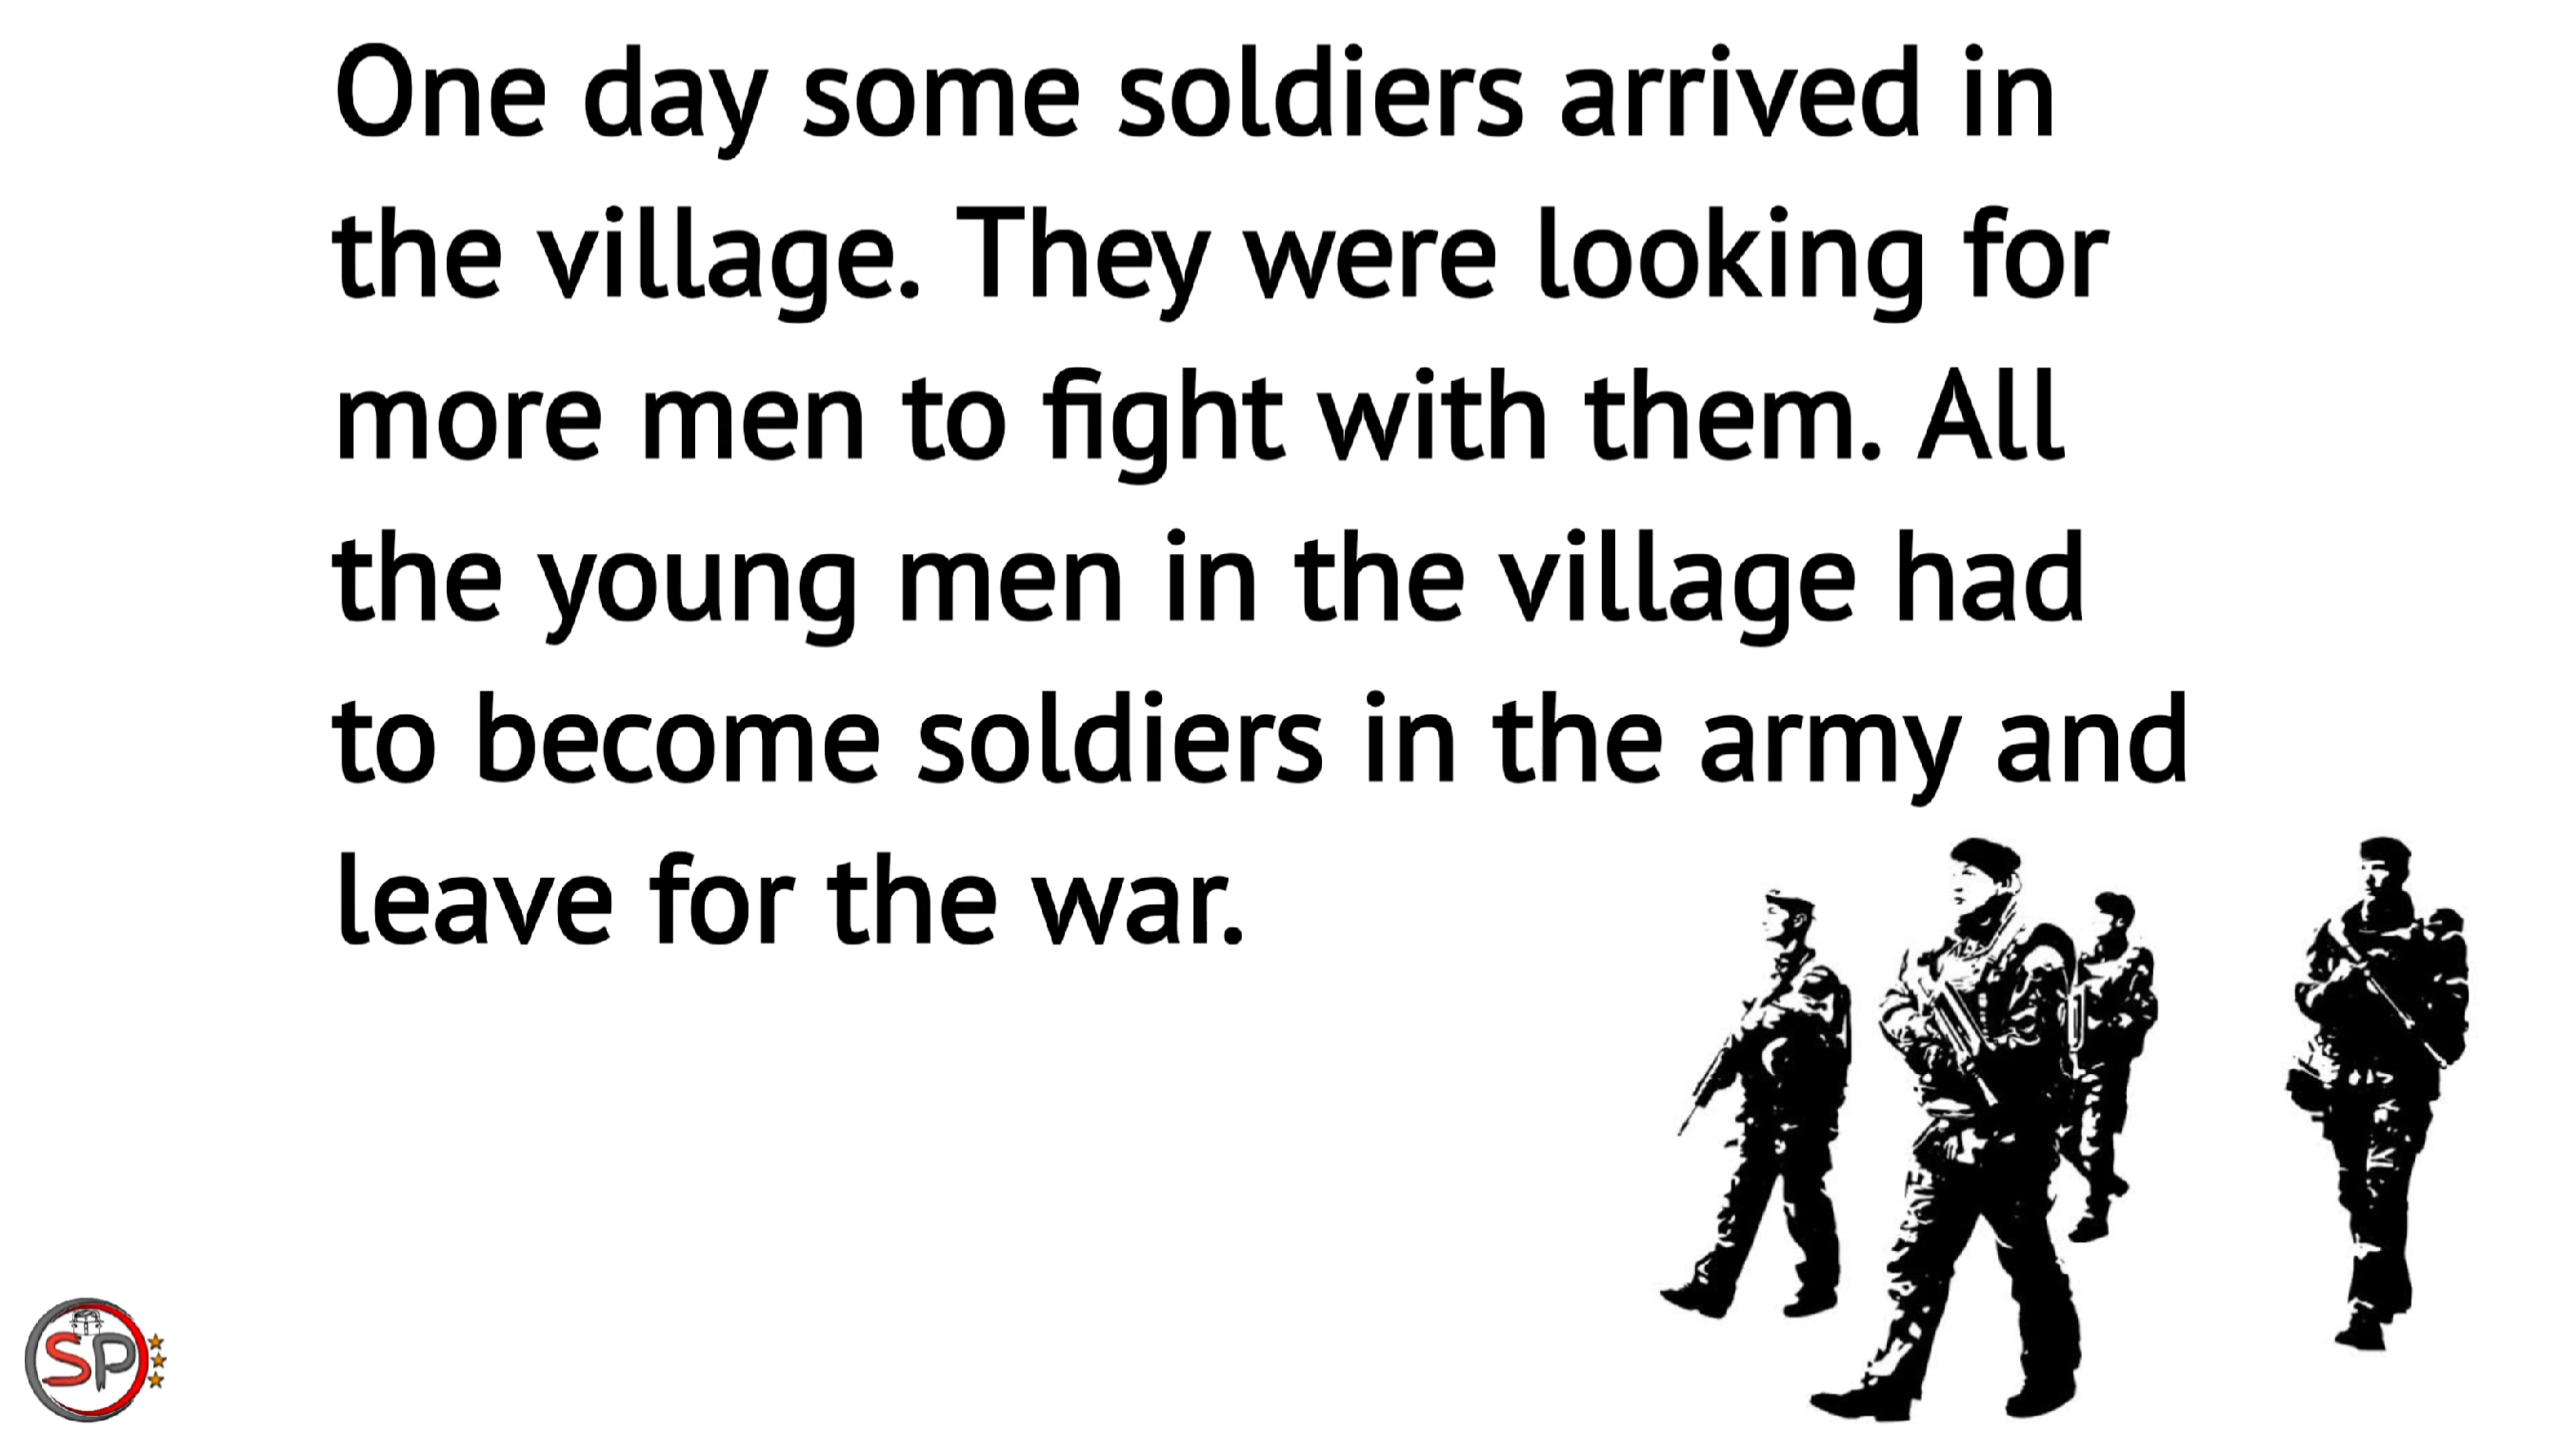 One day some soldiers arrived in
the village. They were looking for
more men to fight with them. All
the young men in the village had
to become soldiers in the army and
leave for the war.
SP